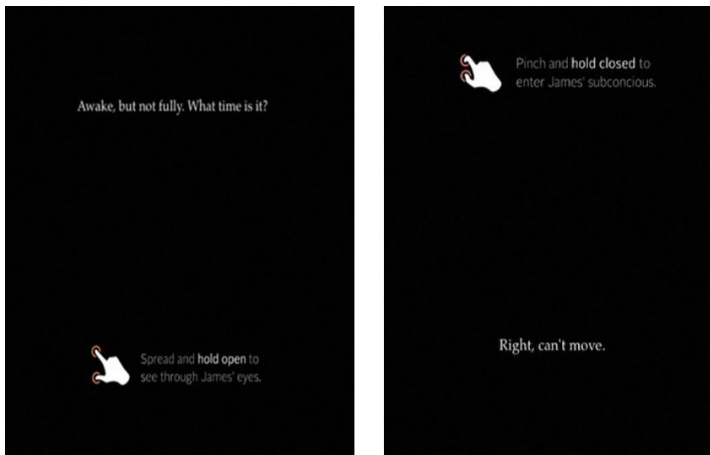 Awake, but not fully. What time is it?
Spread and hold open to
see through James' eyes.
Pinch and hold closed to
enter James' subconcious.
Right, can't move.